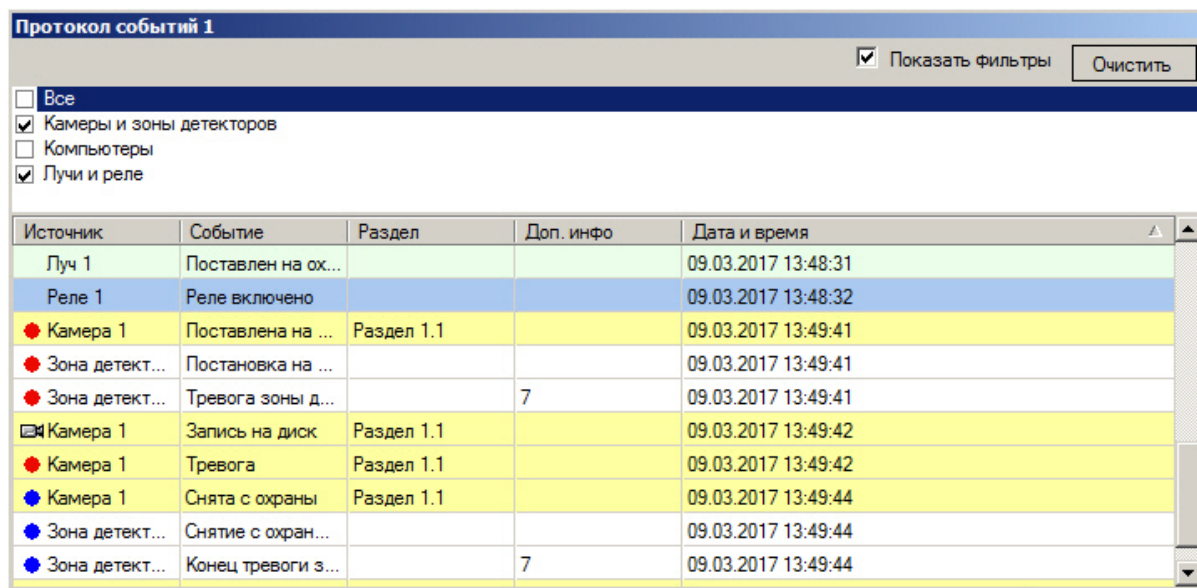 Протокол событий 1
Показать фильтры Очистить
Все
Камеры и зоны детекторов
Компьютеры
Лучи и реле
Источник Событие Раздел Доп. инфо Дата и время
Луч 1 Поставлен на ох... 09.03.2017 13:48:31
Реле 1 Реле включено 09.03.2017 13:48:32
Камера 1 Поставлена на ... Раздел 1.1 09.03.2017 13:49:41
Зона детект... Постановка на ... 09.03.2017 13:49:41
Зона детект... Тревога зоны д... 7 09.03.2017 13:49:41
Камера 1 Запись на диск Раздел 1.1 09.03.2017 13:49:42
Камера 1 Тревога Раздел 1.1 09.03.2017 13:49:42
Камера 1 Снята с охраны Раздел 1.1 09.03.2017 13:49:44
Зона детект... Снятие с охран... 09.03.2017 13:49:44
Зона детект... Конец тревоги з... 7 09.03.2017 13:49:44